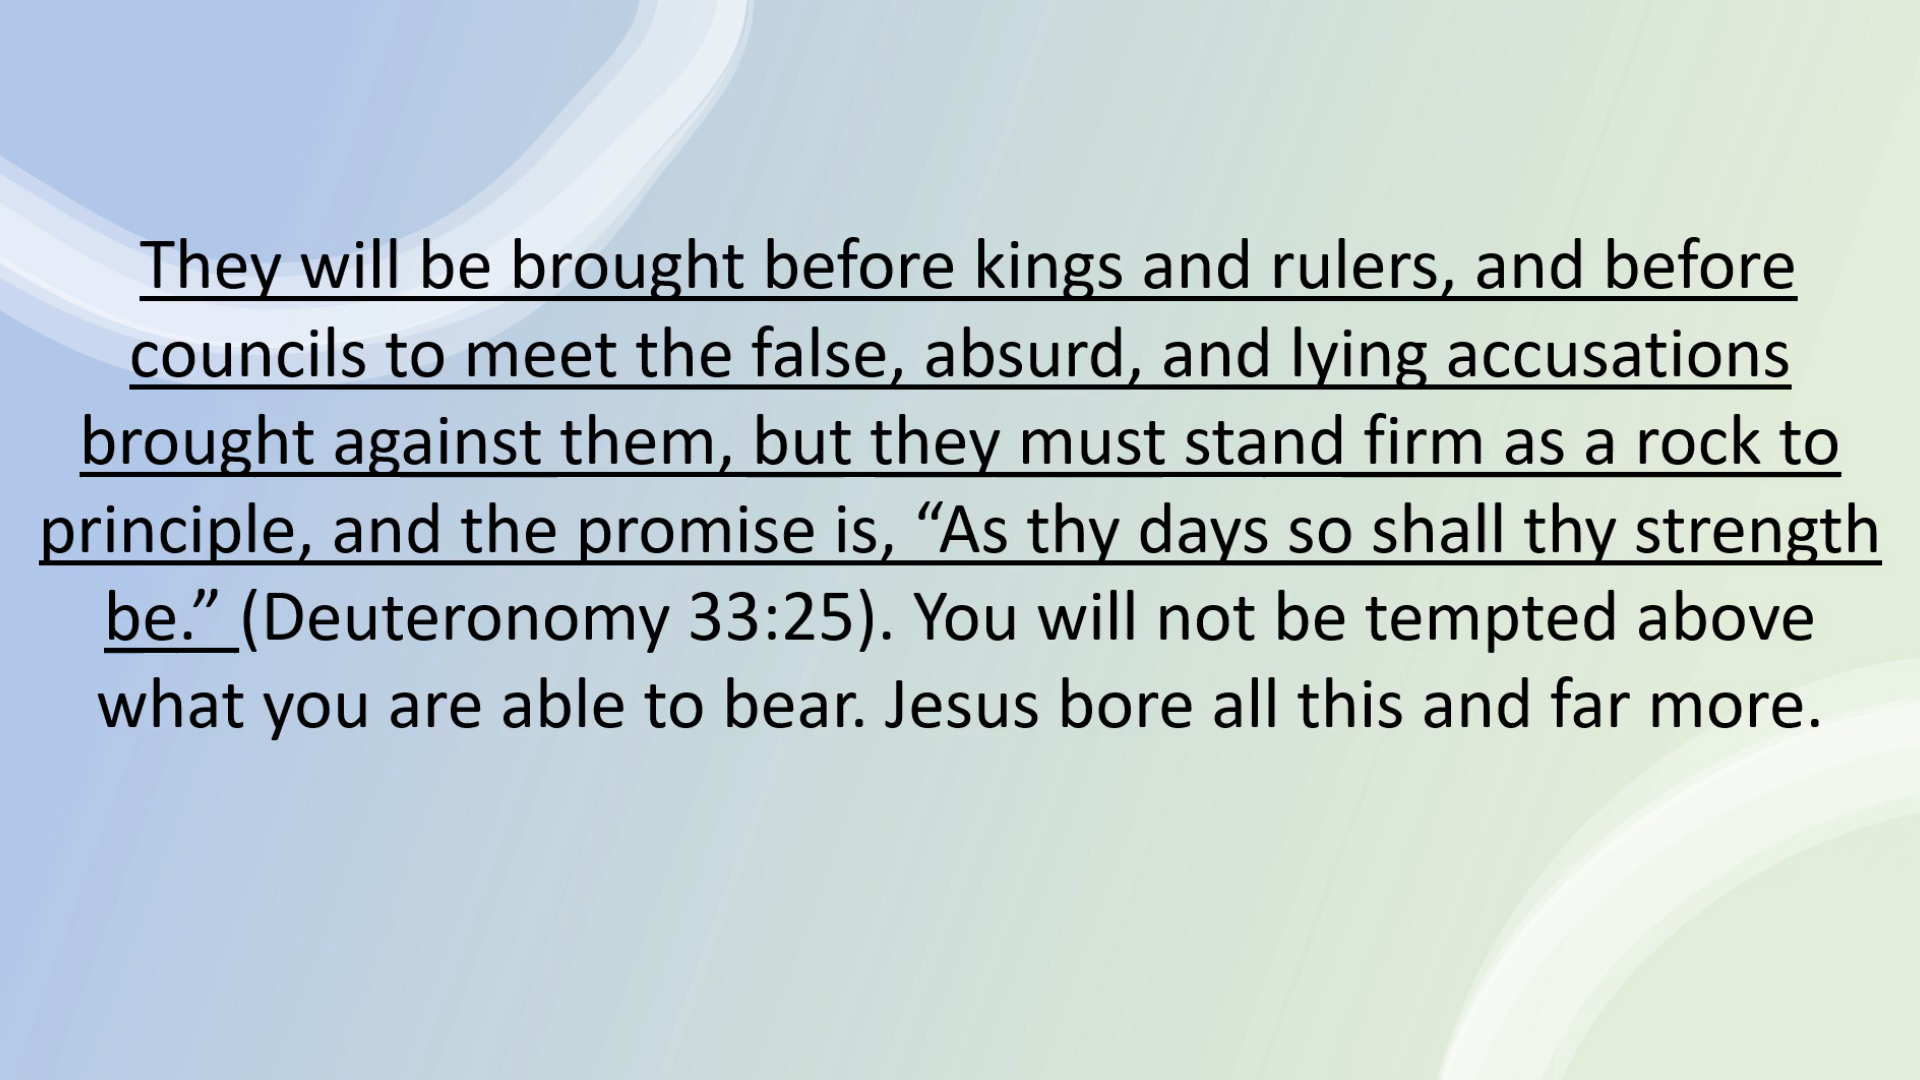 They will be brought before kings and rulers, and before
councils to meet the false, absurd, and lying accusations
brought against them, but they must stand firm as a rock to
principle, and the promise is, “As thy days so shall thy strength
be.” (Deuteronomy 33:25). You will not be tempted above
what you are able to bear. Jesus bore all this and far more.